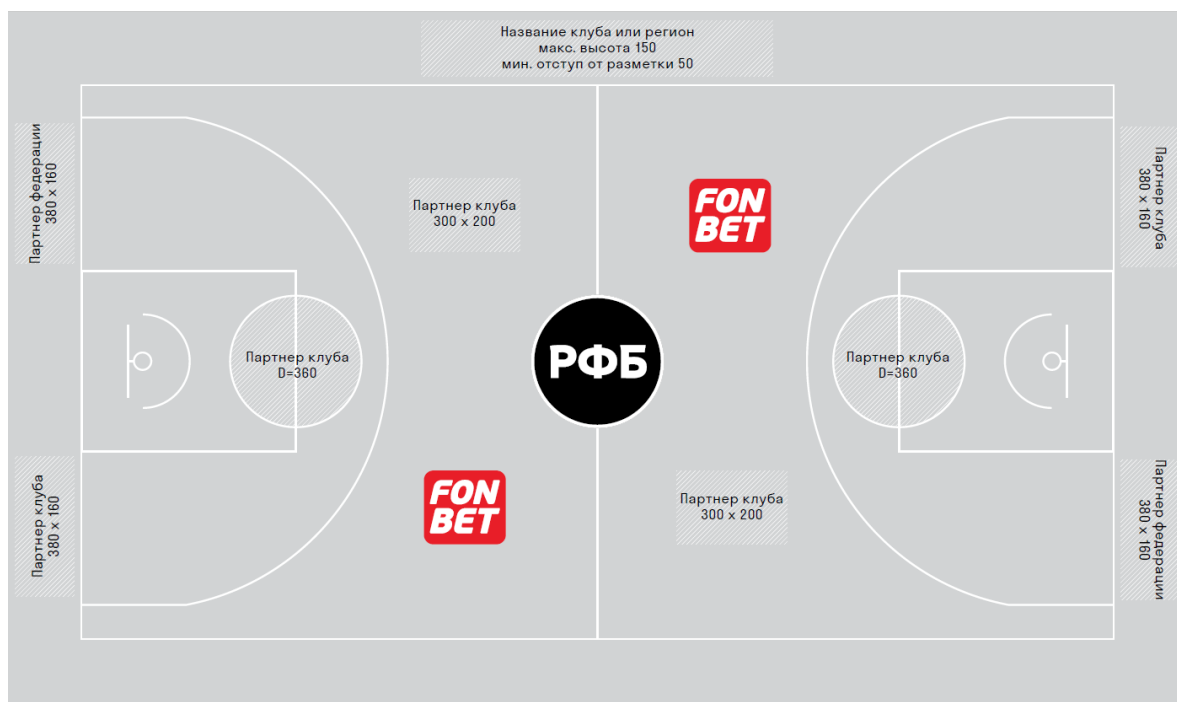 Название клуба или регион
макс. высота 150
мин. отступ от разметки 50
Партнер федерации
380 x 160
Партнер клуба
380 x 160
Партнер клуба
300 x 200
FON
BET
Партнер клуба
D=360
РФБ
Партнер клуба
D=360
Партнер клуба
380 x 160
FON
BET
Партнер клуба
300 x 200
Партнер федерации
380 x 160